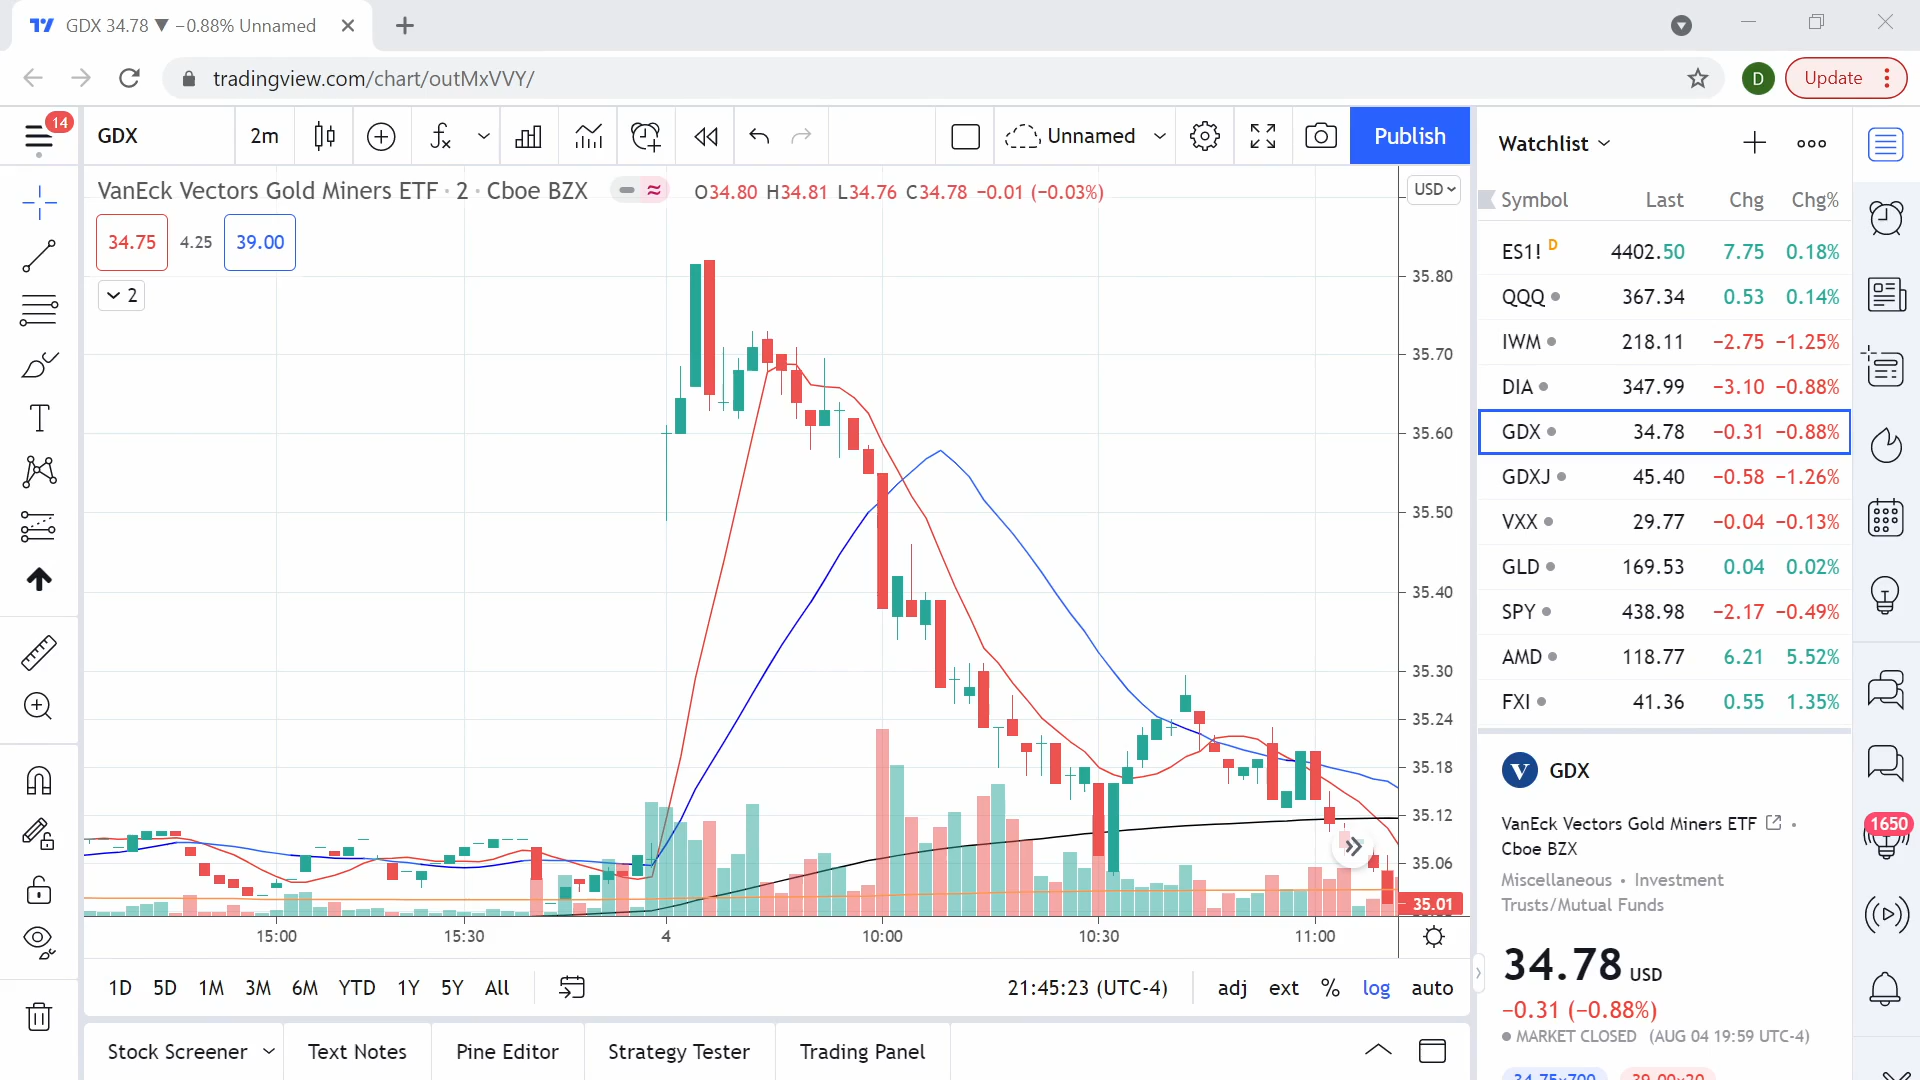 GDX 34.78 ▼ −0.88% Unnamed
tradingview.com/chart/outMxVVY/
D
Update
14
GDX
2m
Unnamed
Publish
VanEck Vectors Gold Miners ETF · 2 · Cboe BZX
O34.80 H34.81 L34.76 C34.78 −0.01 (−0.03%)
USD
34.75
4.25
39.00
2
35.80
35.70
35.60
35.50
35.40
35.30
35.24
35.18
35.12
35.06
35.01
15:00
15:30
4
10:00
10:30
11:00
1D 5D 1M 3M 6M YTD 1Y 5Y All
21:45:23 (UTC-4)
adj ext % log auto
Stock Screener
Text Notes
Pine Editor
Strategy Tester
Trading Panel
Watchlist
Symbol Last Chg Chg%
ES1! D 4402.50 7.75 0.18%
QQQ 367.34 0.53 0.14%
IWM 218.11 −2.75 −1.25%
DIA 347.99 −3.10 −0.88%
GDX 34.78 −0.31 −0.88%
GDXJ 45.40 −0.58 −1.26%
VXX 29.77 −0.04 −0.13%
GLD 169.53 0.04 0.02%
SPY 438.98 −2.17 −0.49%
AMD 118.77 6.21 5.52%
FXI 41.36 0.55 1.35%
V
GDX
VanEck Vectors Gold Miners ETF
Cboe BZX
Miscellaneous • Investment
Trusts/Mutual Funds
34.78 USD
−0.31 (−0.88%)
MARKET CLOSED (AUG 04 19:59 UTC-4)
34.75×700
39.00×20
1650